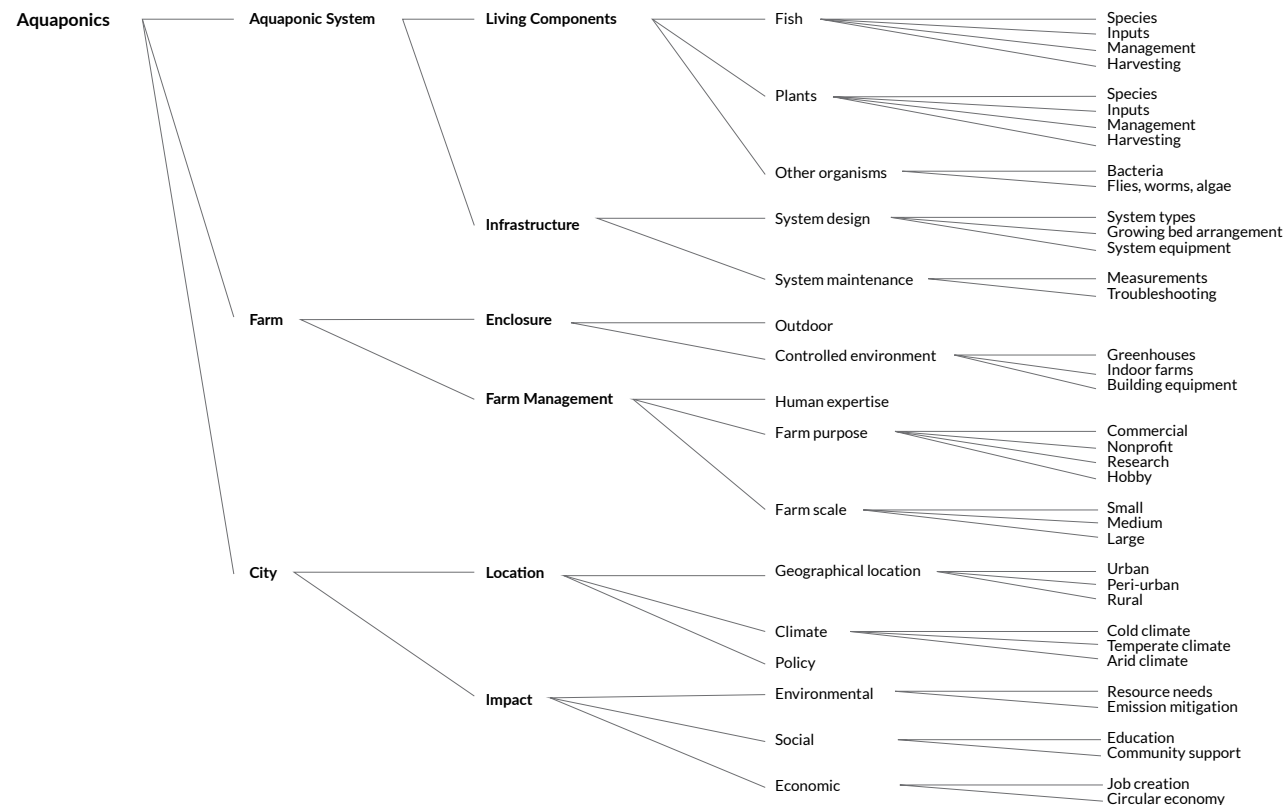 Aquaponics
Aquaponic System
Living Components
Fish
Species
Inputs
Management
Harvesting
Plants
Species
Inputs
Management
Harvesting
Other organisms
Bacteria
Flies, worms, algae
Infrastructure
System design
System types
Growing bed arrangement
System equipment
System maintenance
Measurements
Troubleshooting
Farm
Enclosure
Outdoor
Controlled environment
Greenhouses
Indoor farms
Building equipment
Farm Management
Human expertise
Farm purpose
Commercial
Nonprofit
Research
Hobby
Farm scale
Small
Medium
Large
City
Location
Geographical location
Urban
Peri-urban
Rural
Climate
Cold climate
Temperate climate
Arid climate
Policy
Impact
Environmental
Resource needs
Emission mitigation
Social
Education
Community support
Economic
Job creation
Circular economy